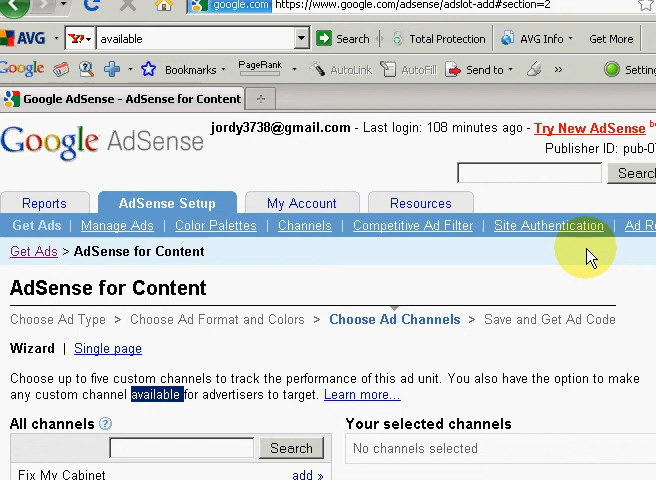 google.com https://www.google.com/adsense/adslot-add#section=2
AVG Y! available Search Total Protection AVG Info Get More
Google Bookmarks PageRank AutoLink AutoFill Send to » Setting
Google AdSense - AdSense for Content
jordy3738@gmail.com - Last login: 108 minutes ago - Try New AdSense
Google AdSense
Publisher ID: pub-0
Search
Reports AdSense Setup My Account Resources
Get Ads | Manage Ads | Color Palettes | Channels | Competitive Ad Filter | Site Authentication | Ad Re
Get Ads > AdSense for Content
AdSense for Content
Choose Ad Type > Choose Ad Format and Colors > Choose Ad Channels > Save and Get Ad Code
Wizard | Single page
Choose up to five custom channels to track the performance of this ad unit. You also have the option to make
any custom channel available for advertisers to target. Learn more...
All channels ? Your selected channels
Search No channels selected
Fix My Cabinet add »